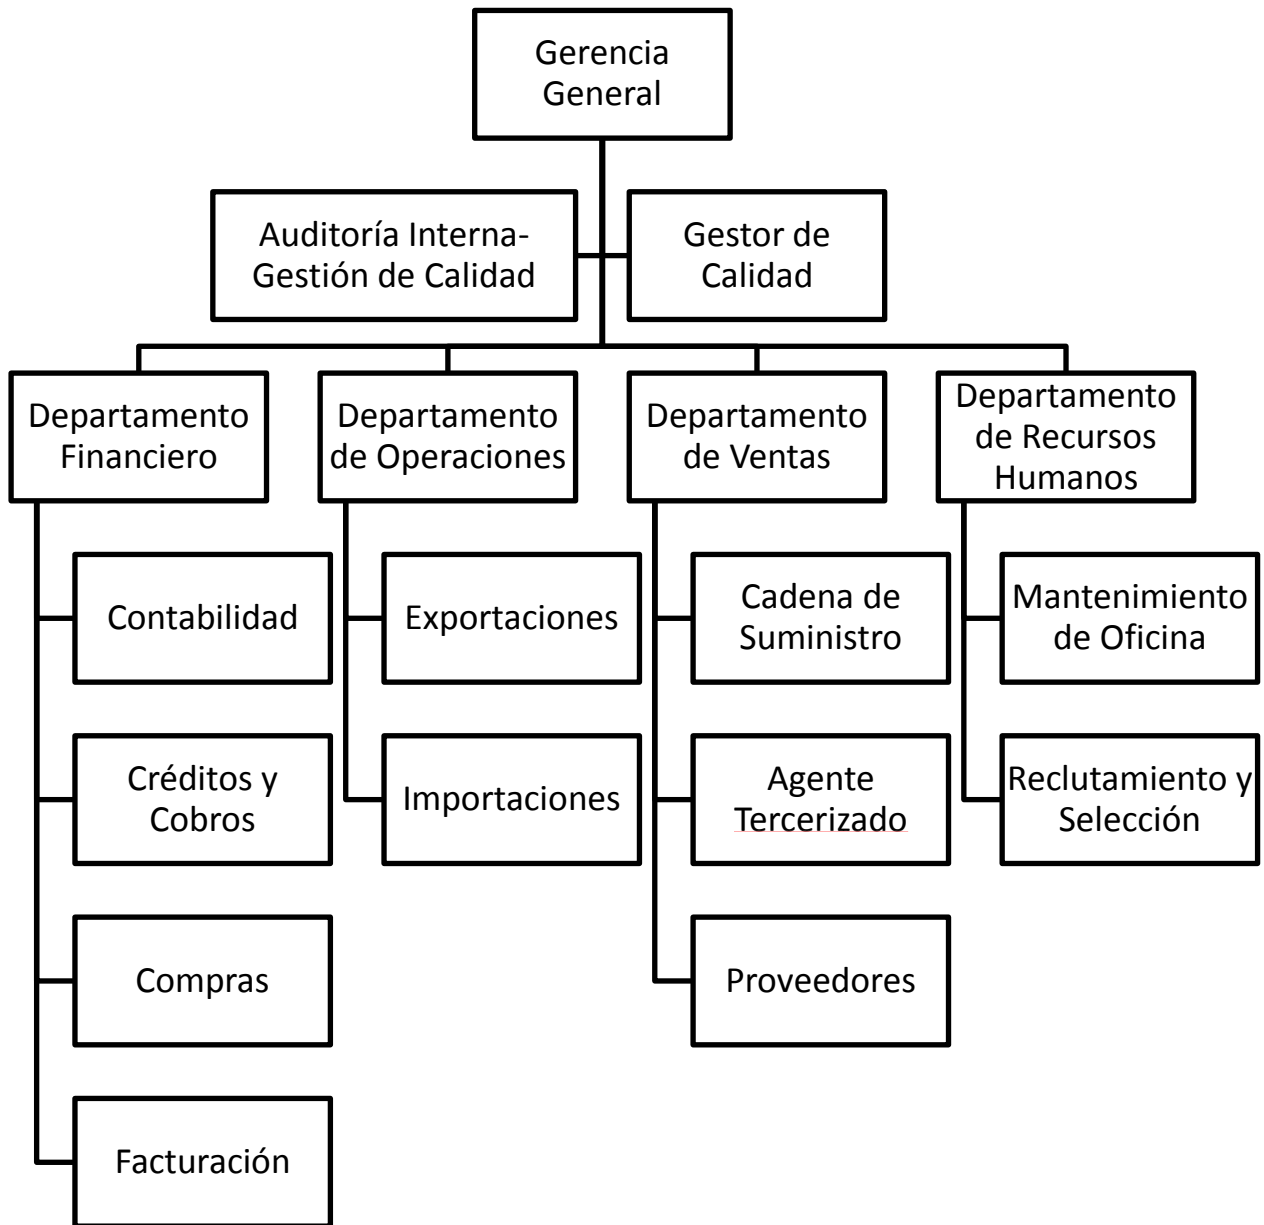 Gerencia
General
Auditoría Interna-
Gestión de Calidad
Gestor de
Calidad
Departamento
Financiero
Departamento
de Operaciones
Departamento
de Ventas
Departamento
de Recursos
Humanos
Contabilidad
Exportaciones
Cadena de
Suministro
Mantenimiento
de Oficina
Créditos y
Cobros
Importaciones
Agente
Tercerizado
Reclutamiento y
Selección
Compras
Proveedores
Facturación